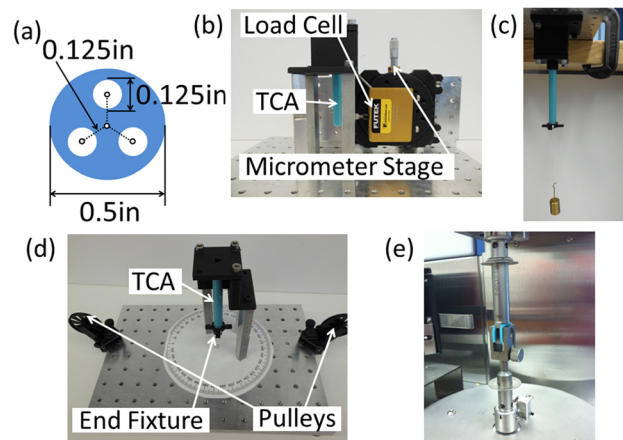 (a)
0.125in
0.125in
0.5in
(b)
Load Cell
TCA
FUTEK
Micrometer Stage
(c)
(d)
TCA
End Fixture
Pulleys
(e)